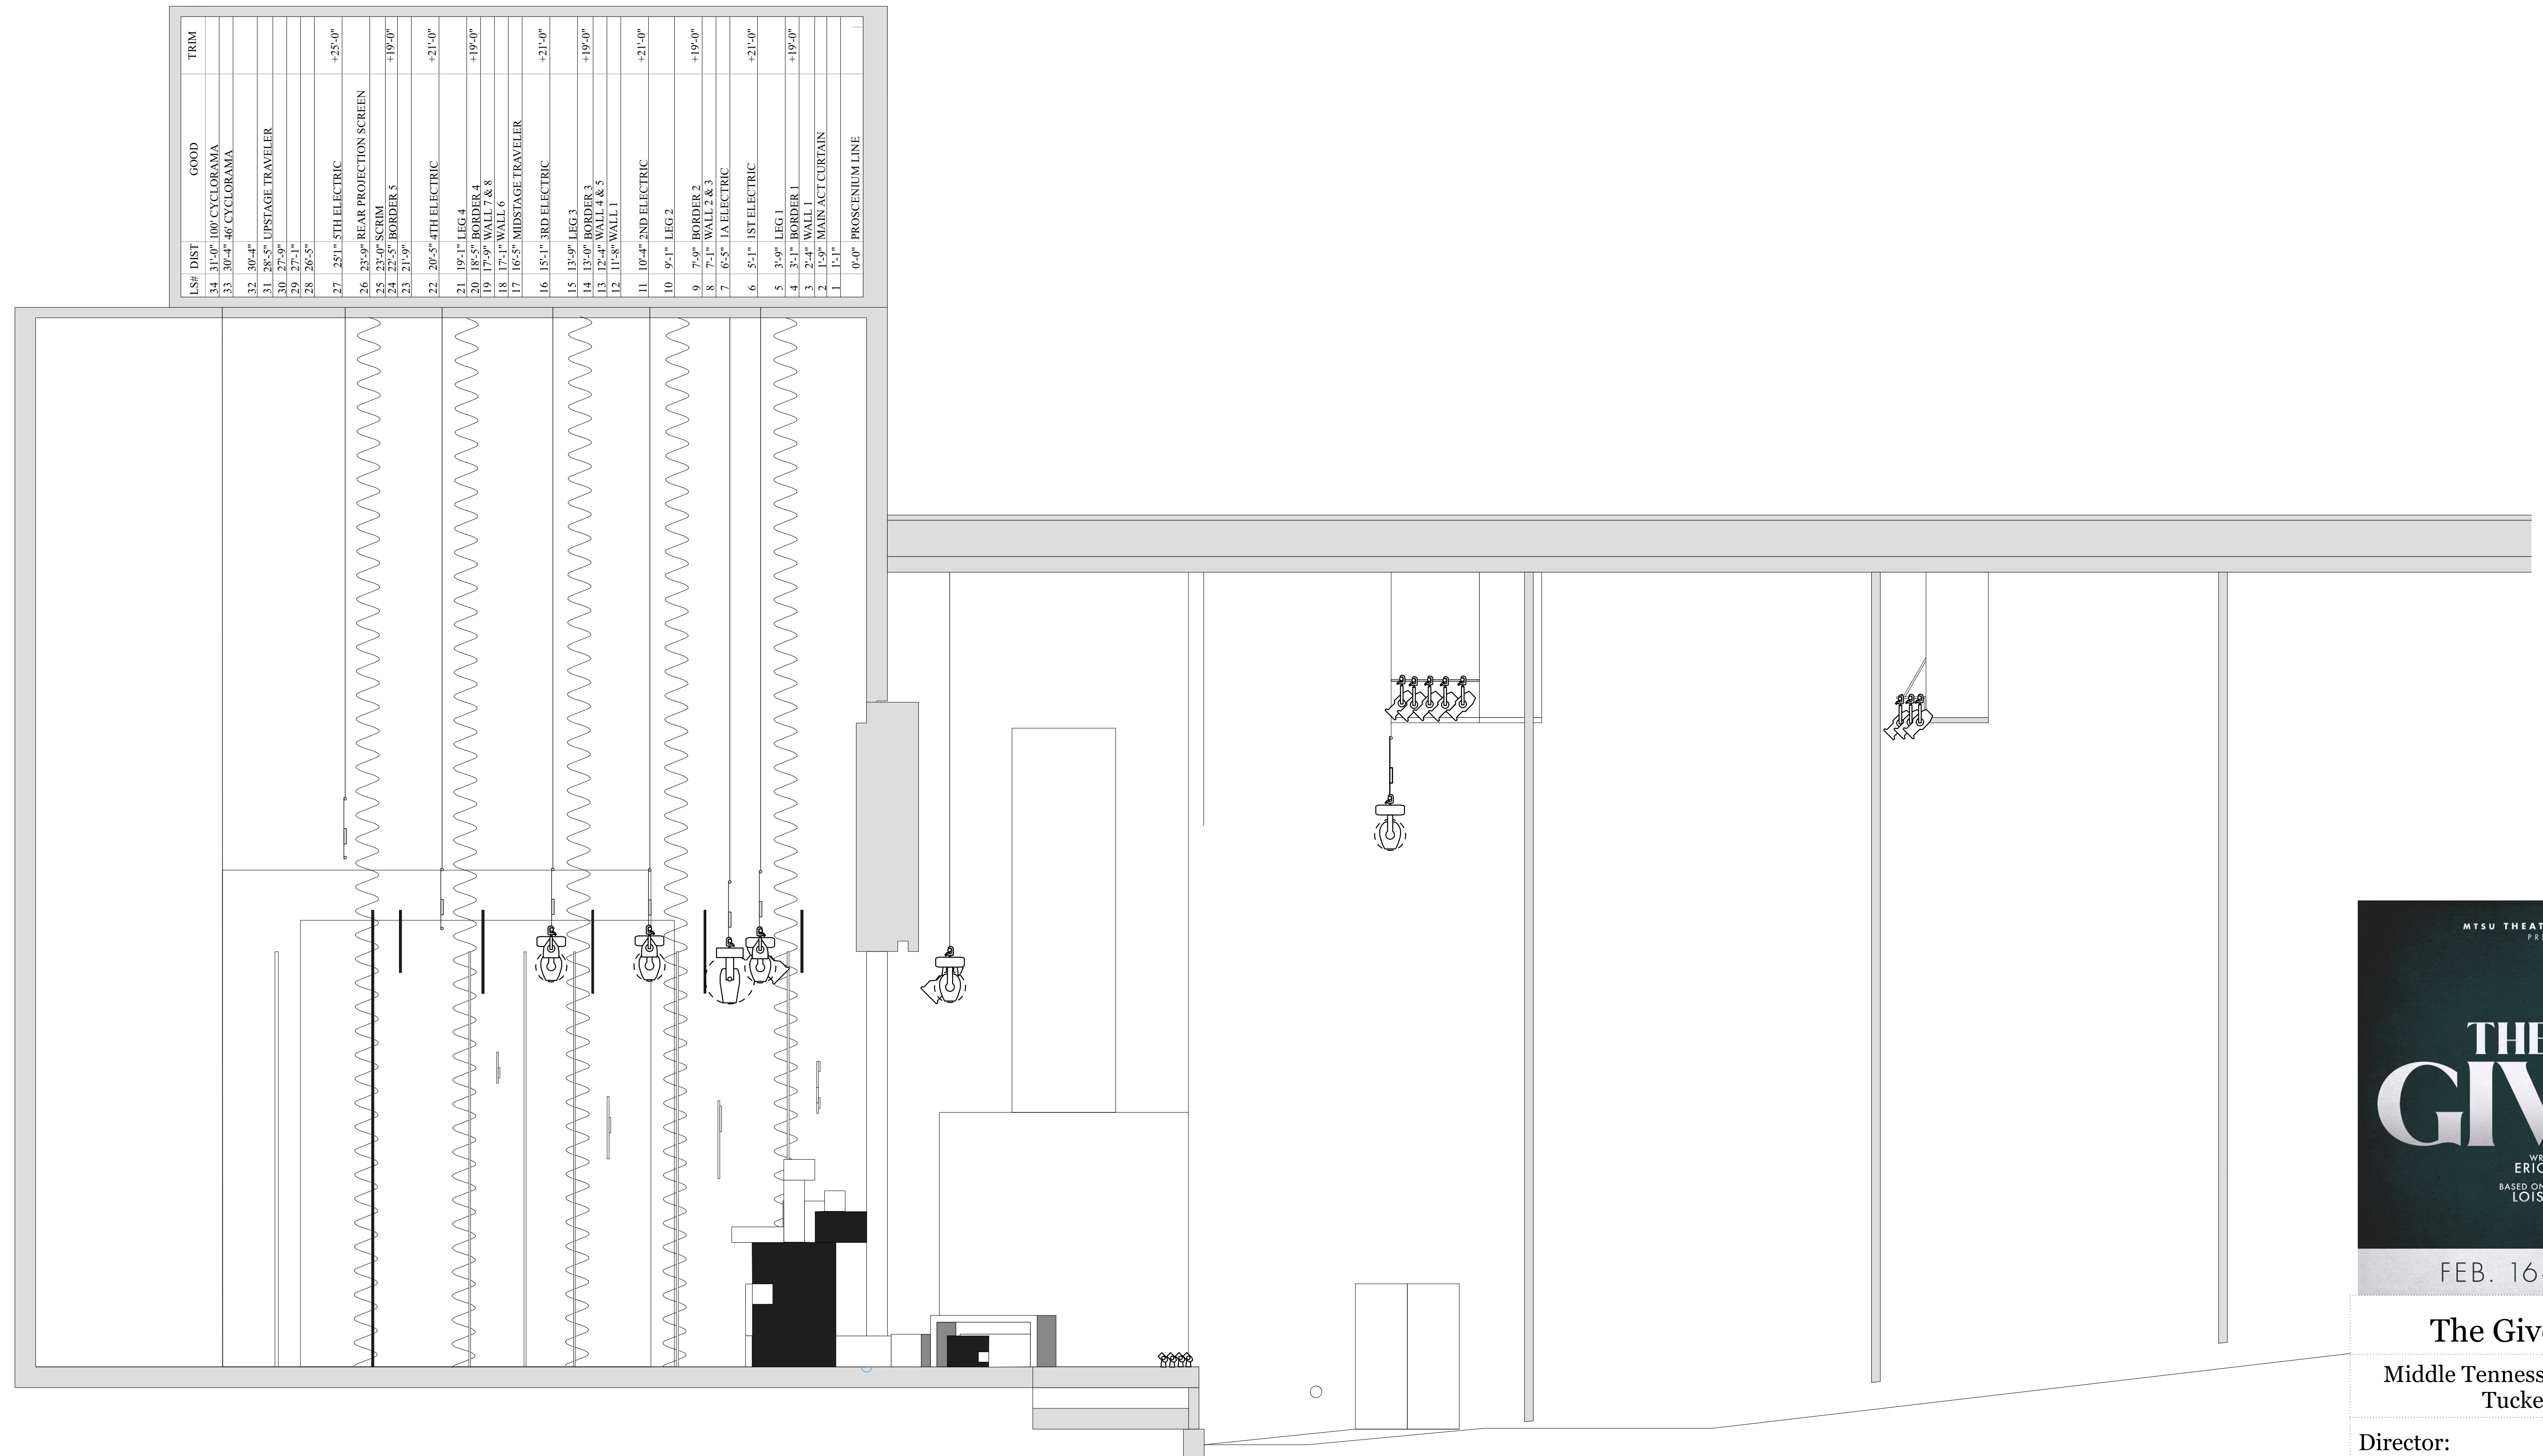 LS# DIST GOOD TRIM
34 31'-0" 100' CYCLORAMA
33 30'-4" 46' CYCLORAMA
32 30'-4"
31 28'-5" UPSTAGE TRAVELER
30 27'-9"
29 27'-1"
28 26'-5"
27 25'1" 5TH ELECTRIC +25'-0"
26 23'-9" REAR PROJECTION SCREEN
25 23'-0" SCRIM
24 22'-5" BORDER 5 +19'-0"
23 21'-9"
22 20'-5" 4TH ELECTRIC +21'-0"
21 19'-1" LEG 4
20 18'-5" BORDER 4 +19'-0"
19 17'-9" WALL 7 & 8
18 17'-1" WALL 6
17 16'-5" MIDSTAGE TRAVELER
16 15'-1" 3RD ELECTRIC +21'-0"
15 13'-9" LEG 3
14 13'-0" BORDER 3 +19'-0"
13 12'-4" WALL 4 & 5
12 11'-8" WALL 1
11 10'-4" 2ND ELECTRIC +21'-0"
10 9'-1" LEG 2
9 7'-9" BORDER 2 +19'-0"
8 7'-1" WALL 2 & 3
7 6'-5" 1A ELECTRIC
6 5'-1" 1ST ELECTRIC +21'-0"
5 3'-9" LEG 1
4 3'-1" BORDER 1 +19'-0"
3 2'-4" WALL 1
2 1'-9" MAIN ACT CURTAIN
1 1'-1"
0'-0" PROSCENIUM LINE
MTSU THEAT
PR
THE
GIV
WR
ERIC
BASED ON
LOIS
FEB. 16
The Giv
Middle Tenness
Tucke
Director: